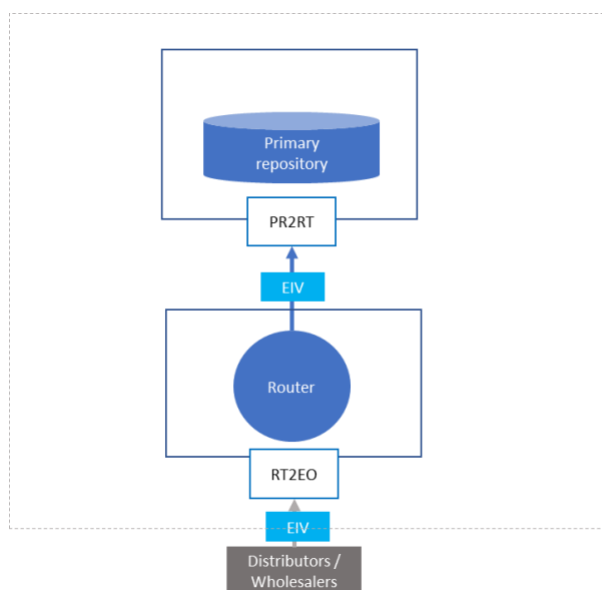 Primary
repository
PR2RT
EIV
Router
RT2EO
EIV
Distributors /
Wholesalers